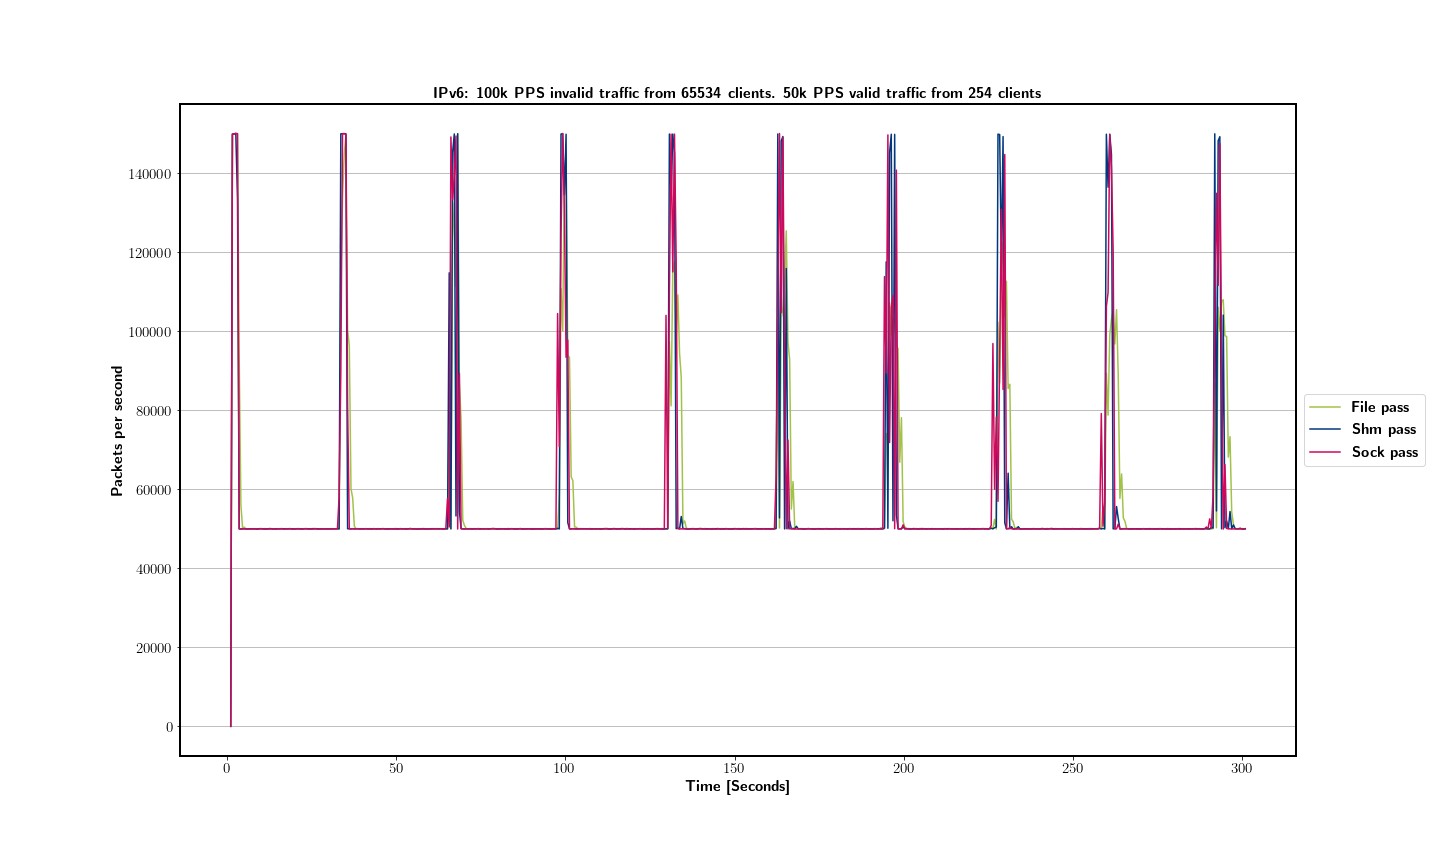 IPv6: 100k PPS invalid traffic from 65534 clients. 50k PPS valid traffic from 254 clients
Packets per second
140000
120000
100000
80000
60000
40000
20000
0
0 50 100 150 200 250 300
Time [Seconds]
File pass
Shm pass
Sock pass